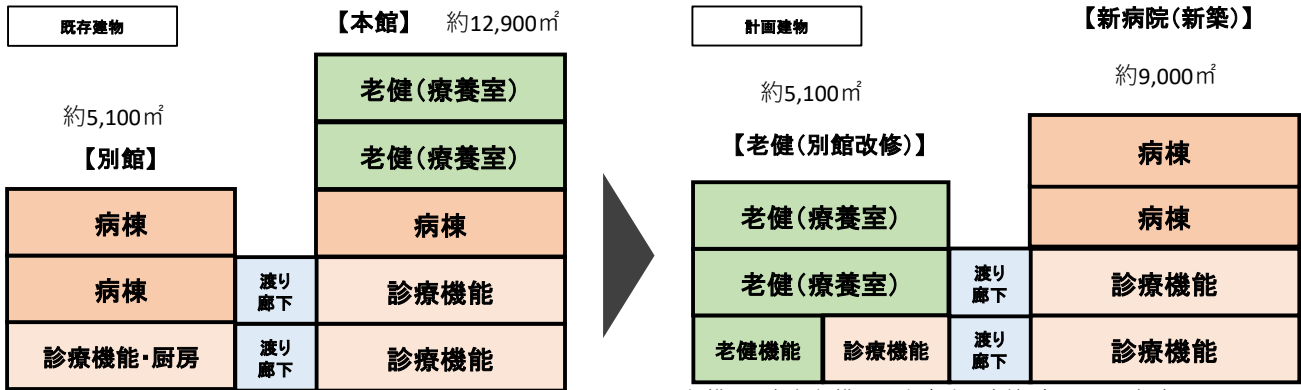 既存建物
【本館】 約12,900㎡
約5,100㎡
【別館】
老健(療養室)
老健(療養室)
病棟
病棟
病棟
渡り
廊下
診療機能
診療機能・厨房
渡り
廊下
診療機能
計画建物
【新病院(新築)】
約9,000㎡
約5,100㎡
【老健(別館改修)】
病棟
老健(療養室)
病棟
老健(療養室)
渡り
廊下
診療機能
老健機能
診療機能
渡り
廊下
診療機能